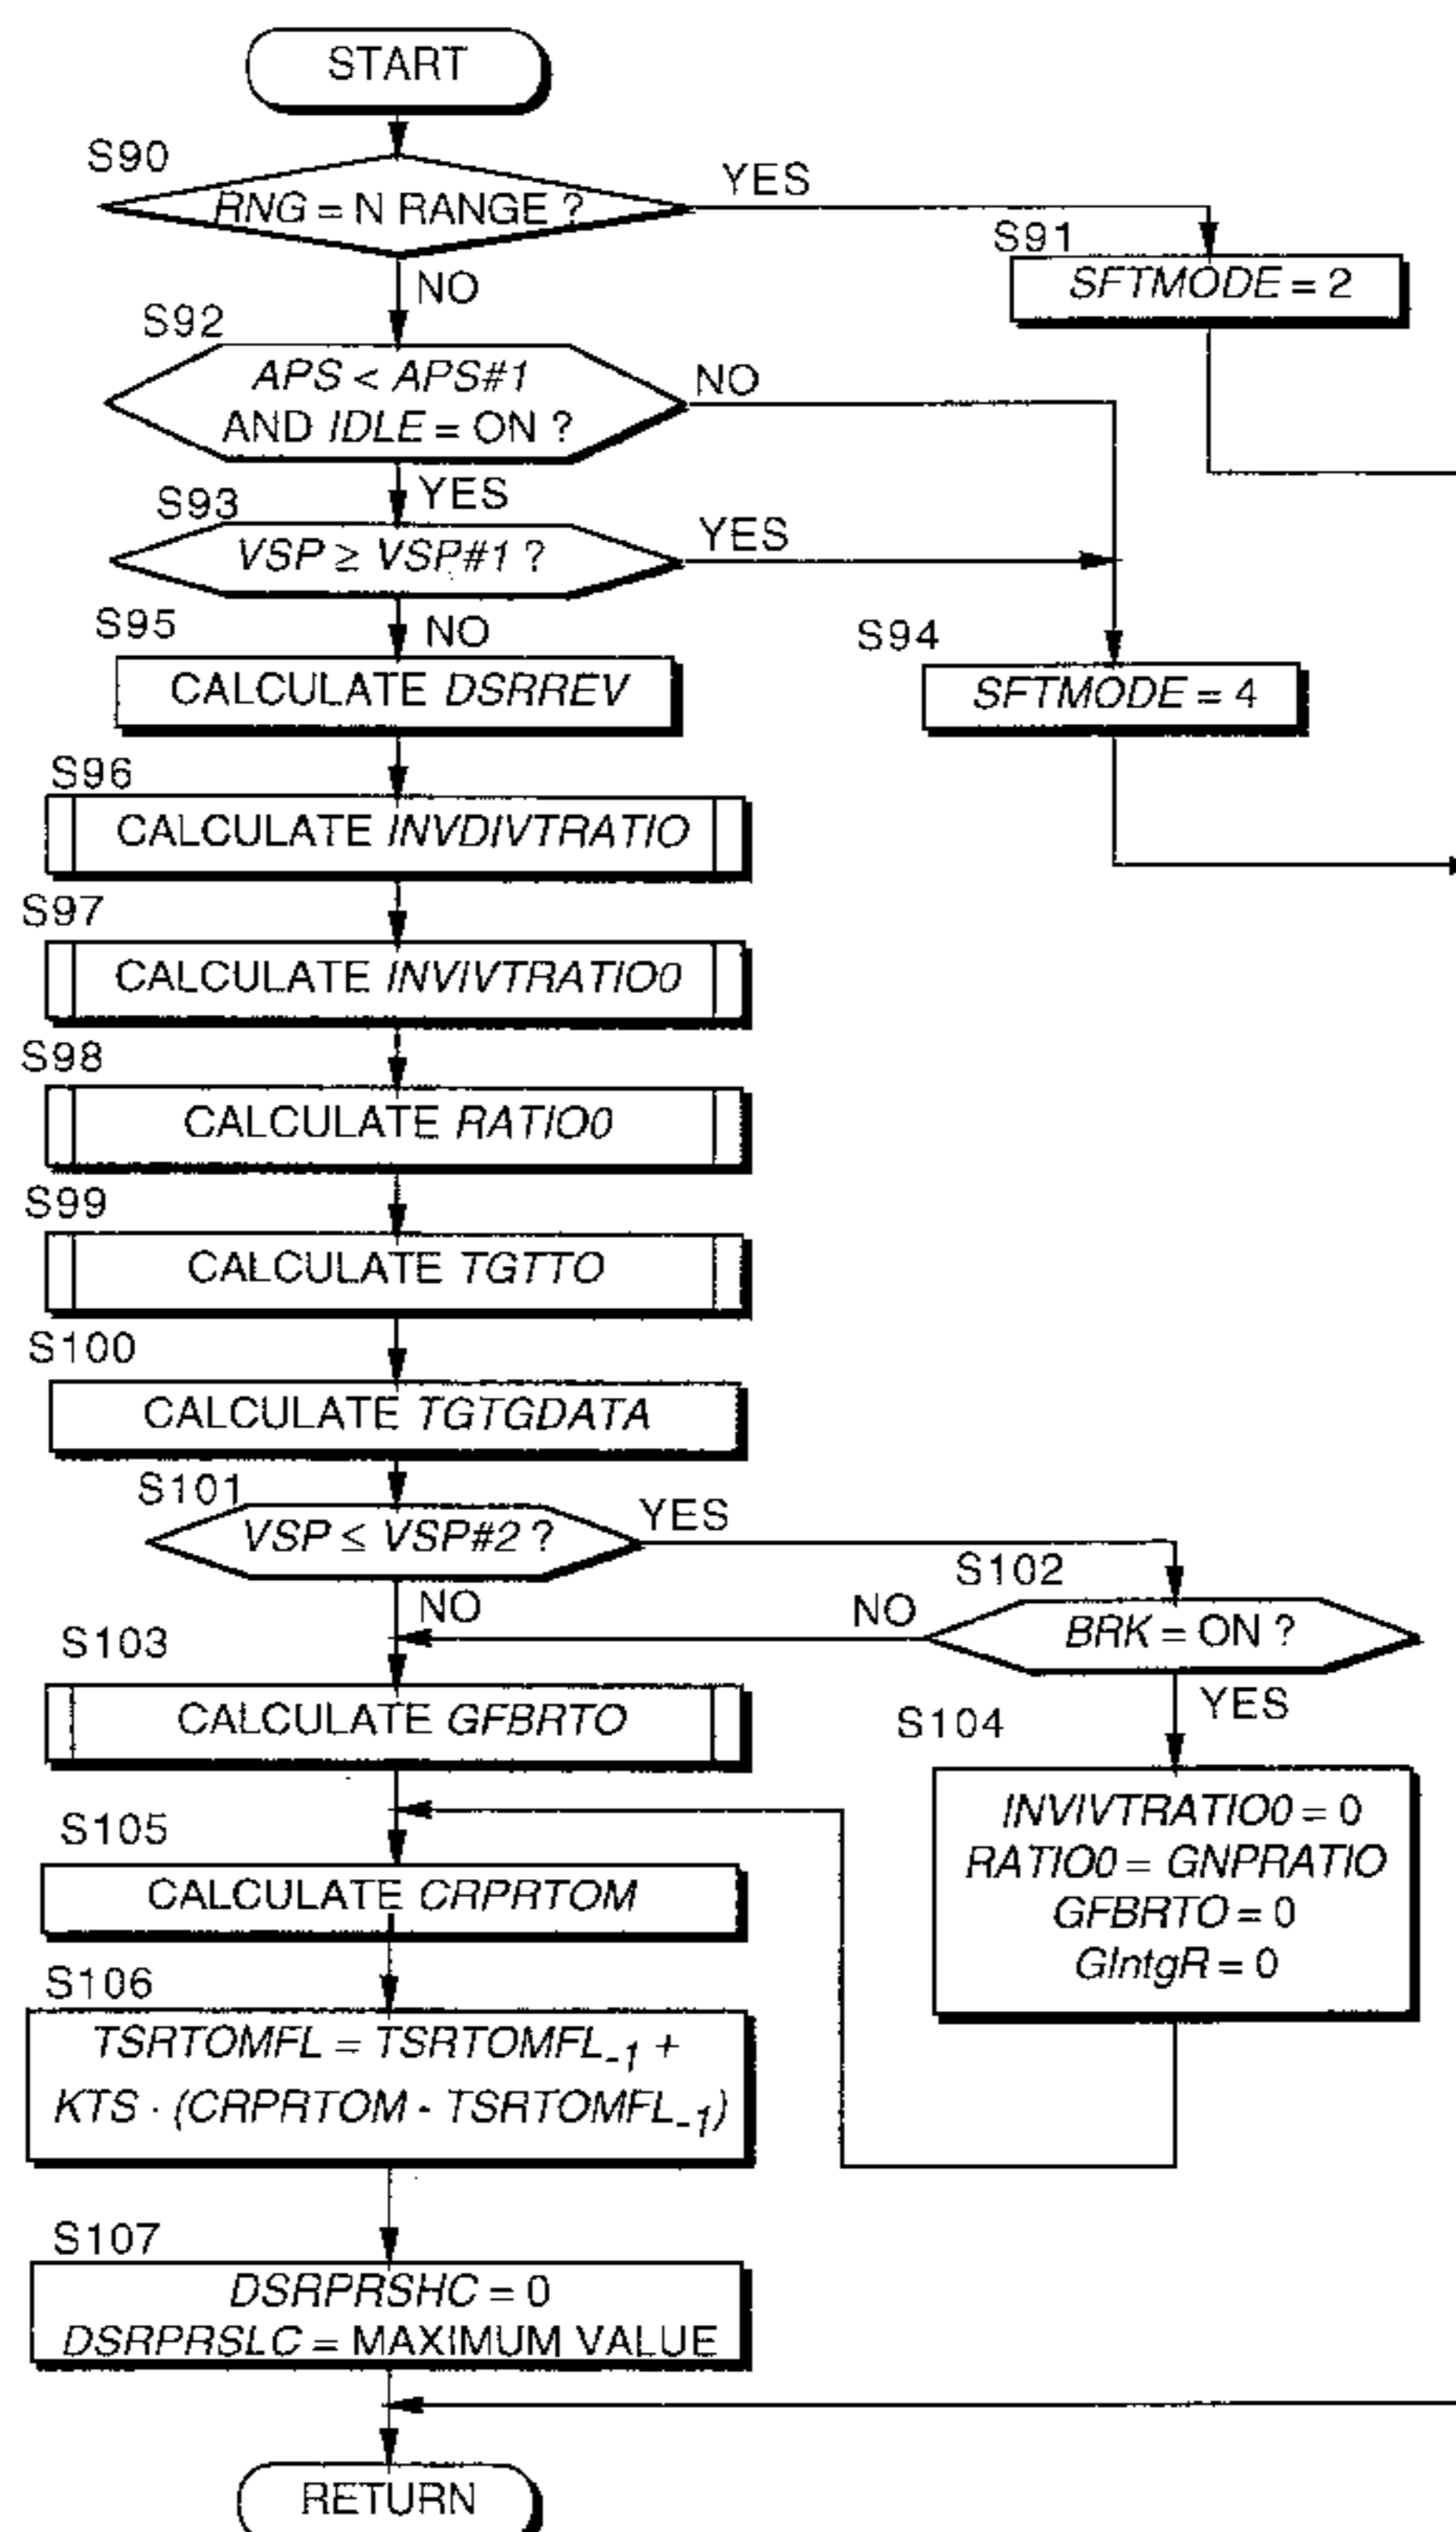 START
S90
RNG = N RANGE ?
YES
S91
SFTMODE = 2
NO
S92
APS < APS#1
AND IDLE = ON ?
NO
YES
S93
VSP ≥ VSP#1 ?
YES
NO
S94
SFTMODE = 4
S95
CALCULATE DSRREV
S96
CALCULATE INVDIVTRATIO
S97
CALCULATE INVIVTRATIO0
S98
CALCULATE RATIO0
S99
CALCULATE TGTTO
S100
CALCULATE TGTGDATA
S101
VSP ≤ VSP#2 ?
YES
NO
S102
BRK = ON ?
NO
YES
S103
CALCULATE GFBRTO
S104
INVIVTRATIO0 = 0
RATIO0 = GNPRATIO
GFBRTO = 0
GIntgR = 0
S105
CALCULATE CRPRTOM
S106
TSRTOMFL = TSRTOMFL-1 +
KTS · (CRPRTOM - TSRTOMFL-1)
S107
DSRPRSHC = 0
DSRPRSLC = MAXIMUM VALUE
RETURN